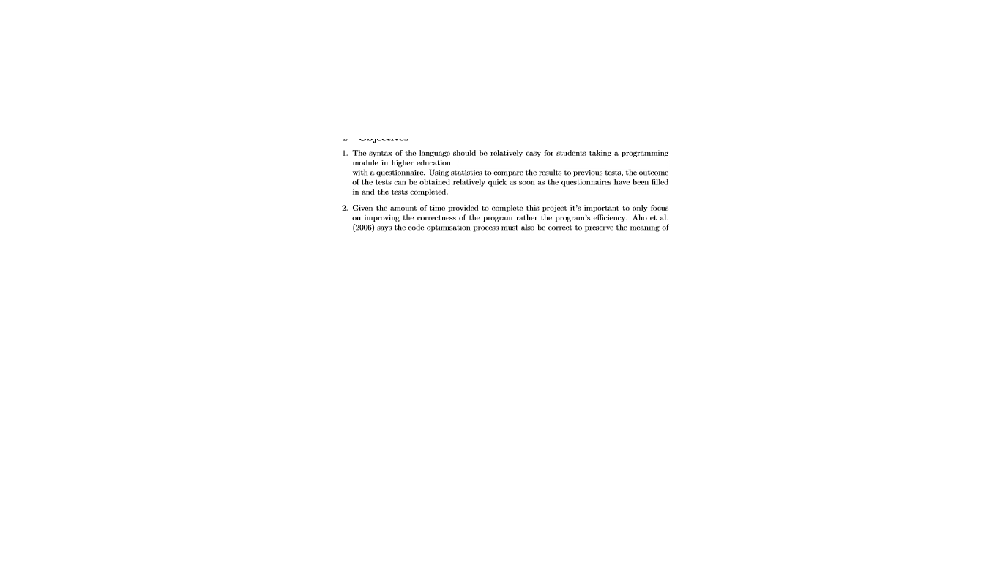 2 Objectives
1. The syntax of the language should be relatively easy for students taking a programming
module in higher education.
with a questionnaire. Using statistics to compare the results to previous tests, the outcome
of the tests can be obtained relatively quick as soon as the questionnaires have been filled
in and the tests completed.
2. Given the amount of time provided to complete this project it's important to only focus
on improving the correctness of the program rather the program's efficiency. Aho et al.
(2006) says the code optimisation process must also be correct to preserve the meaning of